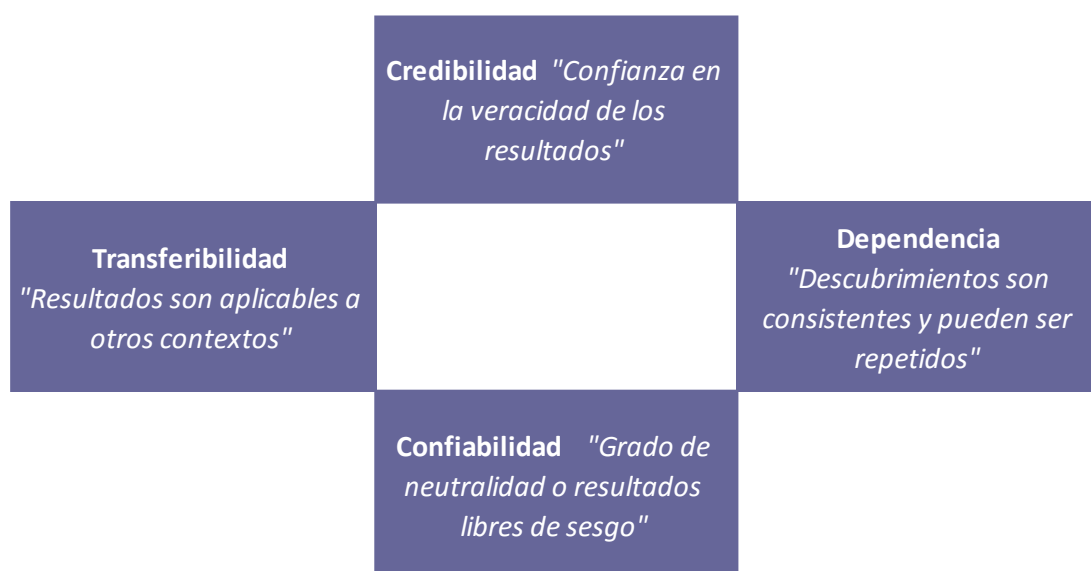 Credibilidad "Confianza en
la veracidad de los
resultados"
Transferibilidad
"Resultados son aplicables a
otros contextos"
Dependencia
"Descubrimientos son
consistentes y pueden ser
repetidos"
Confiabilidad "Grado de
neutralidad o resultados
libres de sesgo"